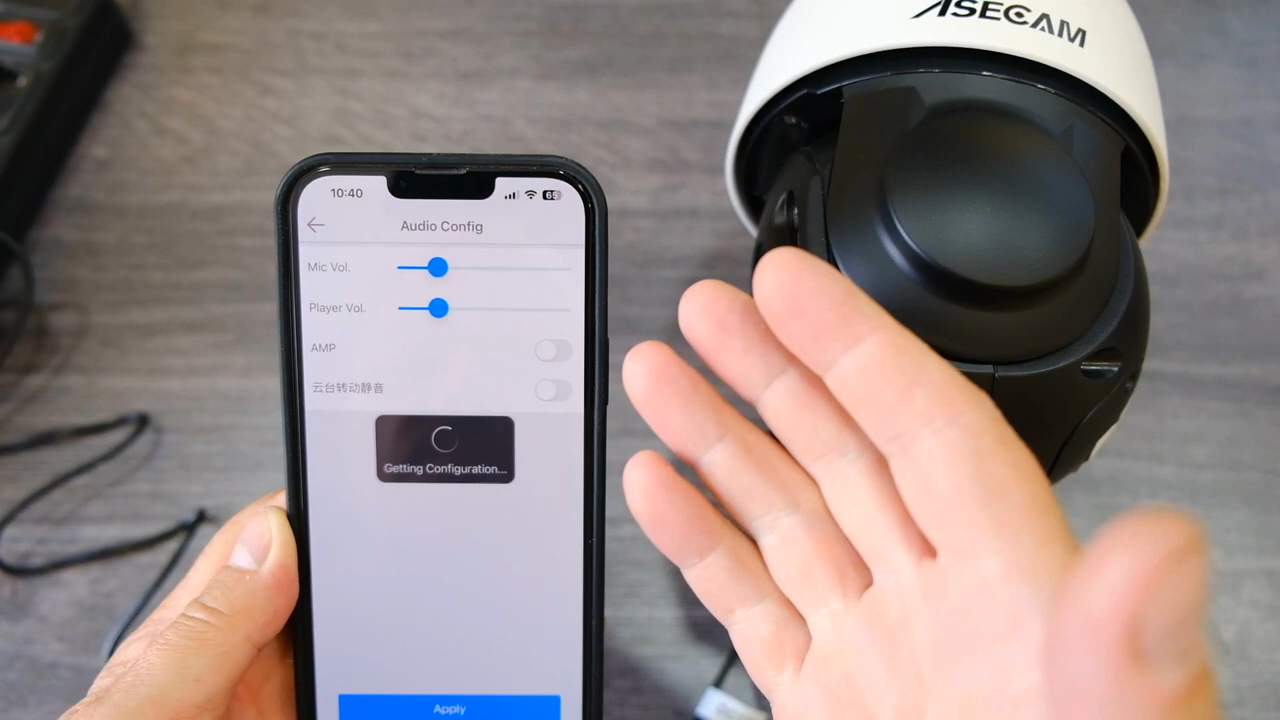 ASECAM
10:40
65
Audio Config
Mic Vol.
Player Vol.
AMP
云台转动静音
Getting Configuration...
Apply